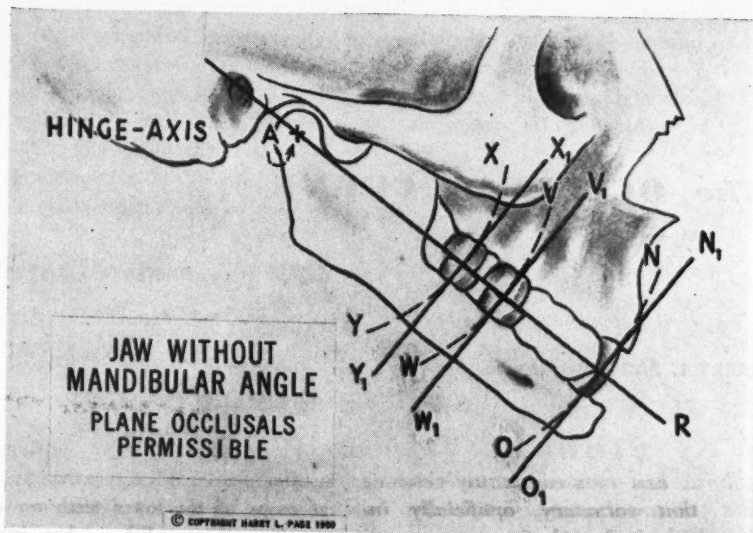 HINGE-AXIS
A
X
X₁
V
V₁
N
N₁
Y
Y₁
W
W₁
O
O₁
R
JAW WITHOUT
MANDIBULAR ANGLE
PLANE OCCLUSALS
PERMISSIBLE
© COPYRIGHT HARRY L. PAGE 1950